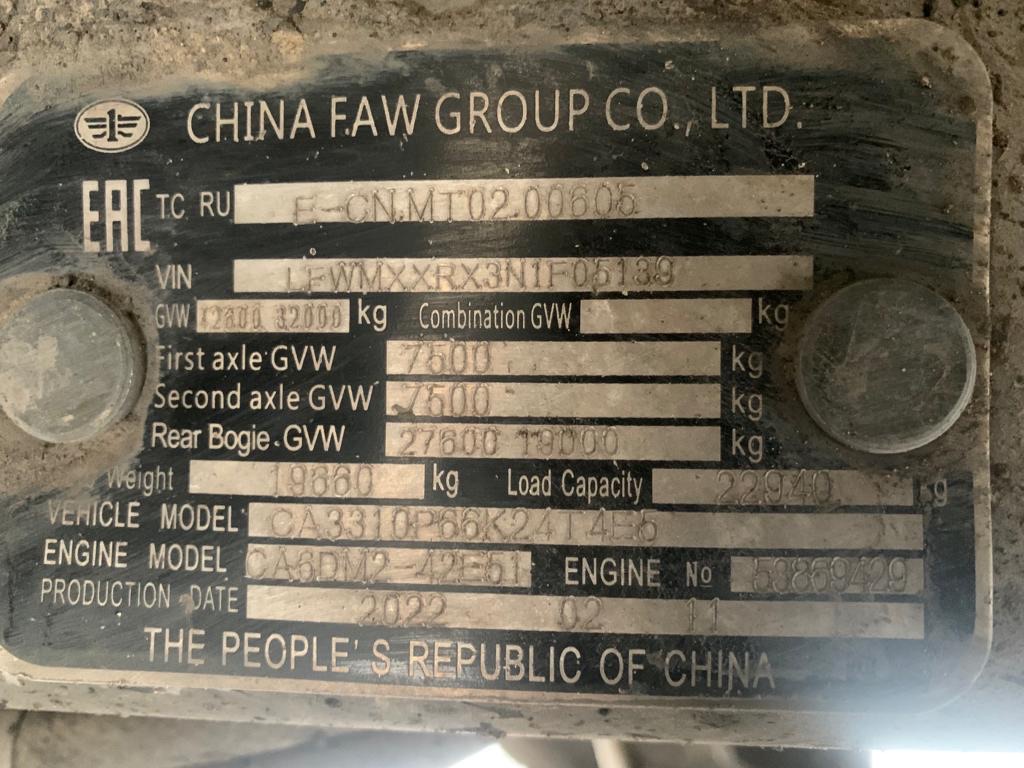 CHINA FAW GROUP CO., LTD.
EAC TC RU E-CN.MT02.00605
VIN LFWMXXRX3N1F05139
GVW 32000 kg Combination GVW kg
First axle GVW 7500 kg
Second axle GVW 7500 kg
Rear Bogie GVW 27600 19000 kg
Weight 19660 kg Load Capacity 22940 kg
VEHICLE MODEL CA3310P66K24T4E5
ENGINE MODEL CA6DM2-42E51 ENGINE No 53869429
PRODUCTION DATE 2022 02 11
THE PEOPLE'S REPUBLIC OF CHINA